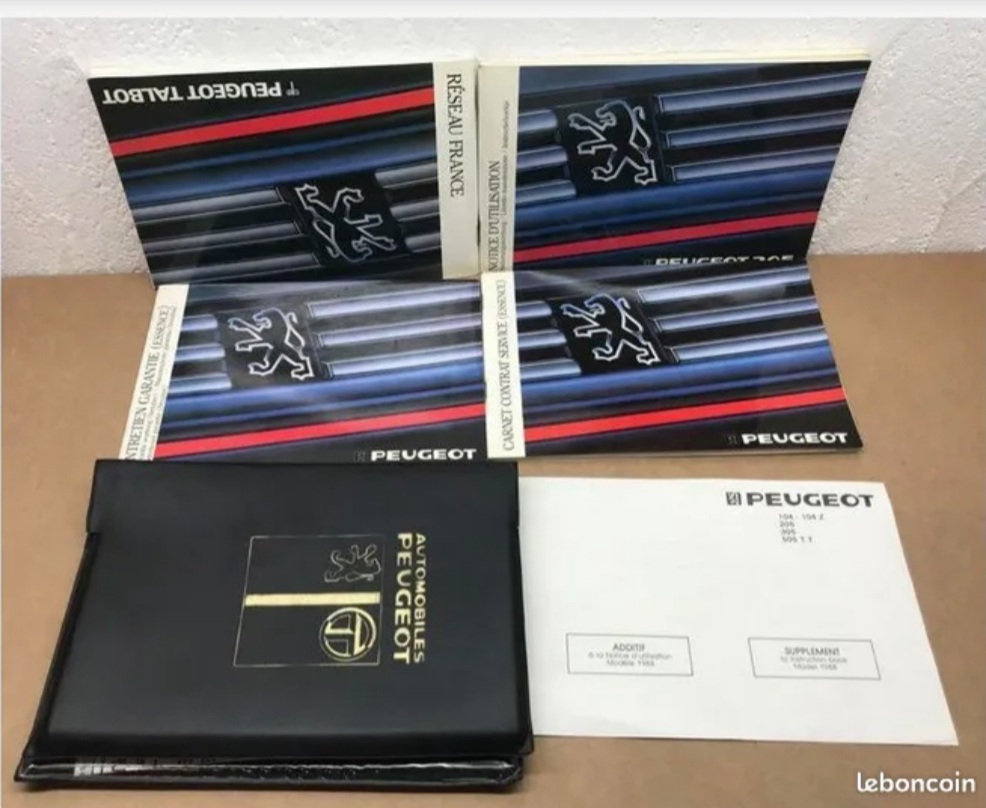 PEUGEOT TALBOT
RÉSEAU FRANCE
NOTICE D'UTILISATION
PEUGEOT 205
ENTRETIEN GARANTIE (ESSENCE)
PEUGEOT
CARNET CONTRAT SERVICE (ESSENCE)
PEUGEOT
AUTOMOBILES
PEUGEOT
PEUGEOT
104 - 104 Z
205
305
505 T.T
ADDITIF
à la Notice d'utilisation
Modèle 1988
SUPPLEMENT
to instruction book
Model 1988
leboncoin